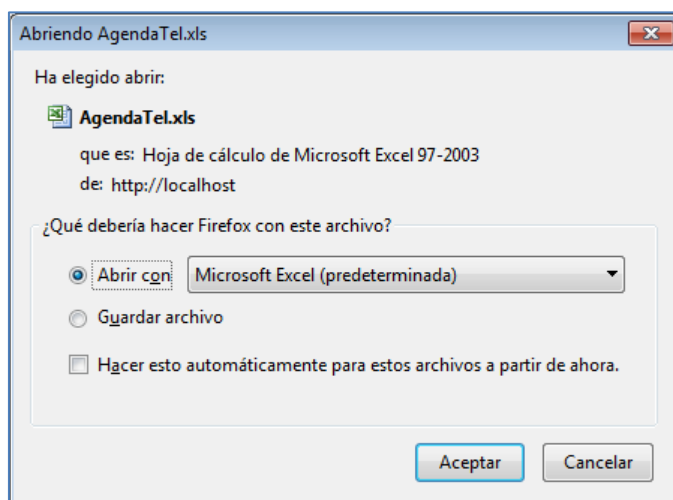 Abriendo AgendaTel.xls
Ha elegido abrir:
AgendaTel.xls
que es: Hoja de cálculo de Microsoft Excel 97-2003
de: http://localhost
¿Qué debería hacer Firefox con este archivo?
Abrir con Microsoft Excel (predeterminada)
Guardar archivo
Hacer esto automáticamente para estos archivos a partir de ahora.
Aceptar Cancelar